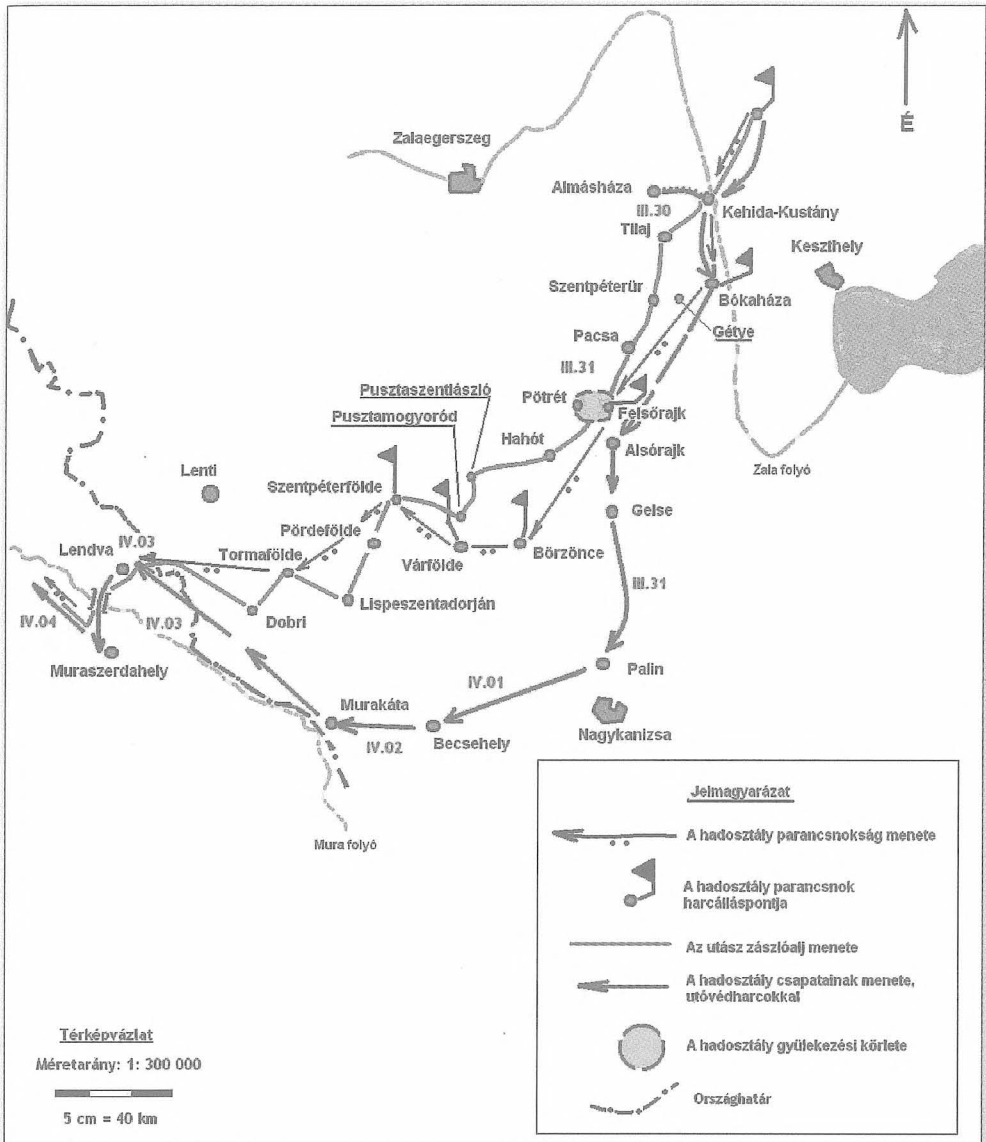 É
Zalaegerszeg
Almásháza
III.30
Kehida-Kustány
Tilaj
Keszthely
Szentpéterúr
Bókaháza
Gétye
Pacsa
III.31
Pusztaszentlászló
Pötrét
Felsőrajk
Pusztamogyoród
Hahót
Alsórajk
Lenti
Szentpéterfölde
Zala folyó
Gelse
Pördefölde
IV.03
Lendva
Tormafölde
Várfölde
Börzönce
III.31
Lispeszentadorján
IV.04
IV.03
Dobri
Muraszerdahely
Palin
IV.01
Murakáta
IV.02
Becsehely
Nagykanizsa
Mura folyó
Jelmagyarázat
A hadosztály parancsnokság menete
A hadosztály parancsnok
harcálláspontja
Az utász zászlóalj menete
A hadosztály csapatainak menete,
utóvédharcokkal
A hadosztály gyülekezési körlete
Országhatár
Térképvázlat
Méretarány: 1: 300 000
5 cm = 40 km